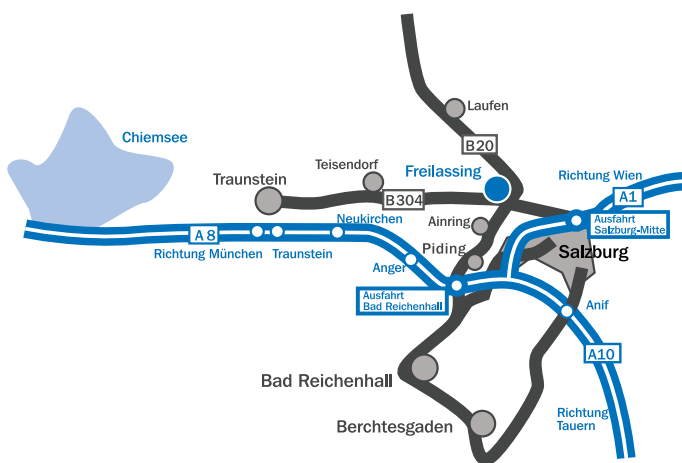 Laufen
Chiemsee
B20
Teisendorf
Freilassing
Richtung Wien
Traunstein
A1
B304
Neukirchen
Ainring
Ausfahrt
Salzburg-Mitte
A8
Richtung München
Traunstein
Piding
Salzburg
Anger
Ausfahrt
Bad Reichenhall
Anif
A10
Bad Reichenhall
Richtung
Tauern
Berchtesgaden